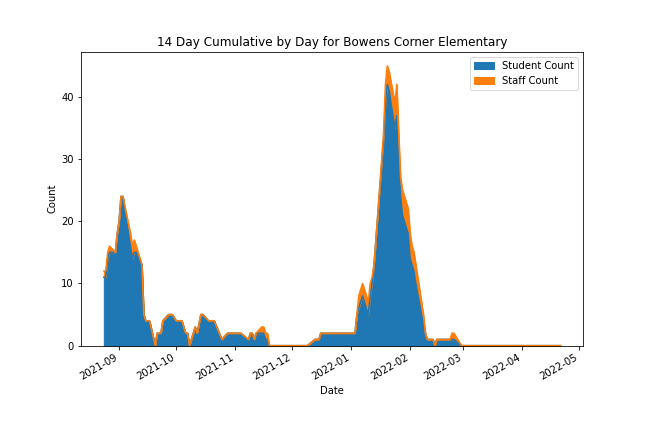 14 Day Cumulative by Day for Bowens Corner Elementary
Student Count
Staff Count
Count
40
30
20
10
0
2021-09
2021-10
2021-11
2021-12
2022-01
2022-02
2022-03
2022-04
2022-05
Date